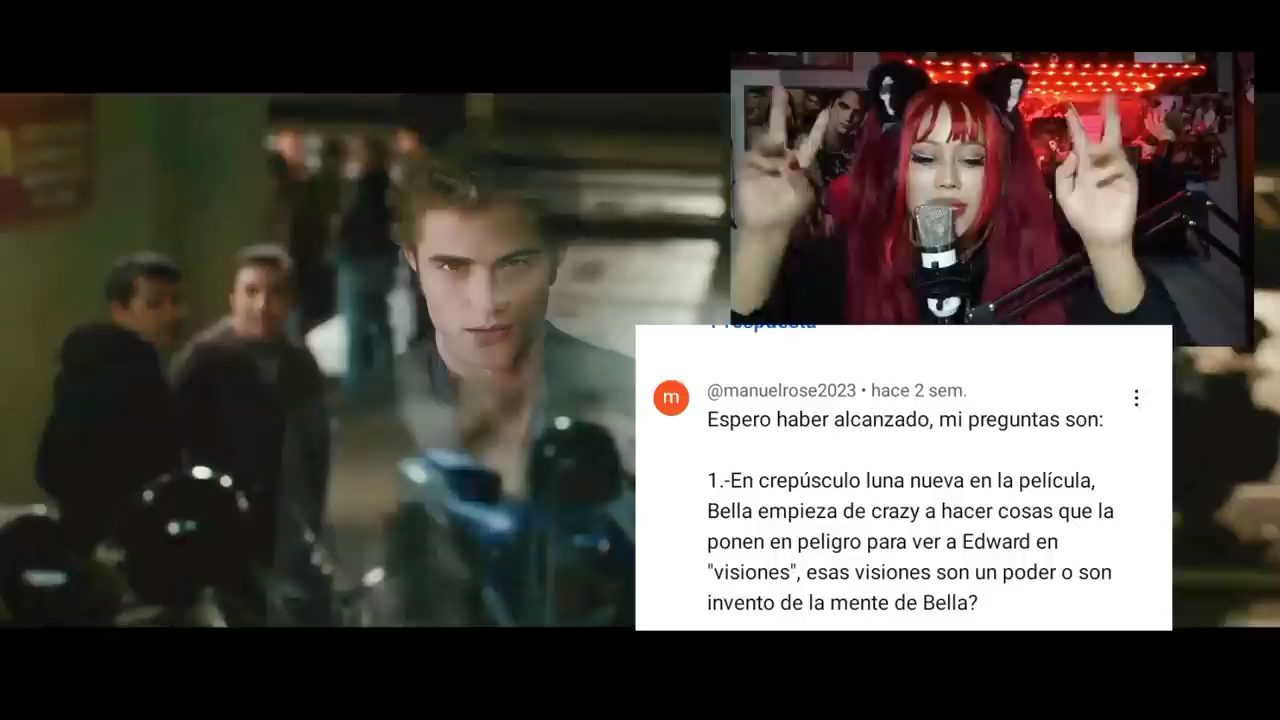 1 respuesta
@manuelrose2023 • hace 2 sem.
Espero haber alcanzado, mi preguntas son:
1.-En crepúsculo luna nueva en la película,
Bella empieza de crazy a hacer cosas que la
ponen en peligro para ver a Edward en
"visiones", esas visiones son un poder o son
invento de la mente de Bella?